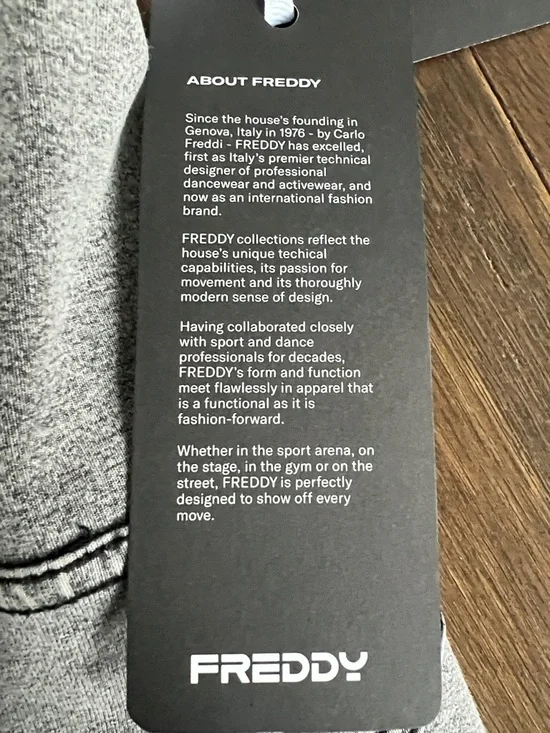 ABOUT FREDDY
Since the house's founding in
Genova, Italy in 1976 - by Carlo
Freddi - FREDDY has excelled,
first as Italy's premier technical
designer of professional
dancewear and activewear, and
now as an international fashion
brand.
FREDDY collections reflect the
house's unique techical
capabilities, its passion for
movement and its thoroughly
modern sense of design.
Having collaborated closely
with sport and dance
professionals for decades,
FREDDY's form and function
meet flawlessly in apparel that
is a functional as it is
fashion-forward.
Whether in the sport arena, on
the stage, in the gym or on the
street, FREDDY is perfectly
designed to show off every
move.
FREDDY